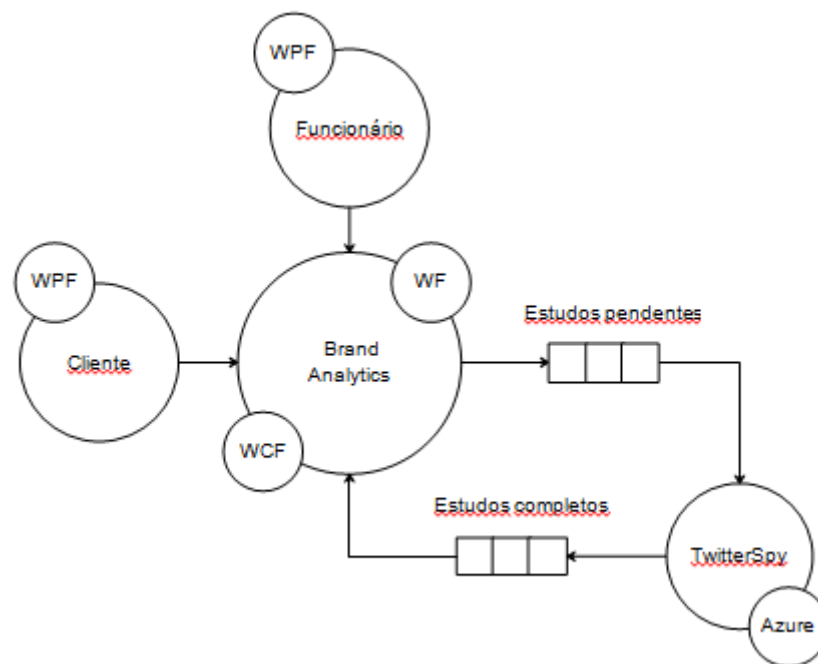 WPF
Funcionário
WPF
Cliente
WF
Brand
Analytics
WCF
Estudos pendentes
Estudos completos
TwitterSpy
Azure